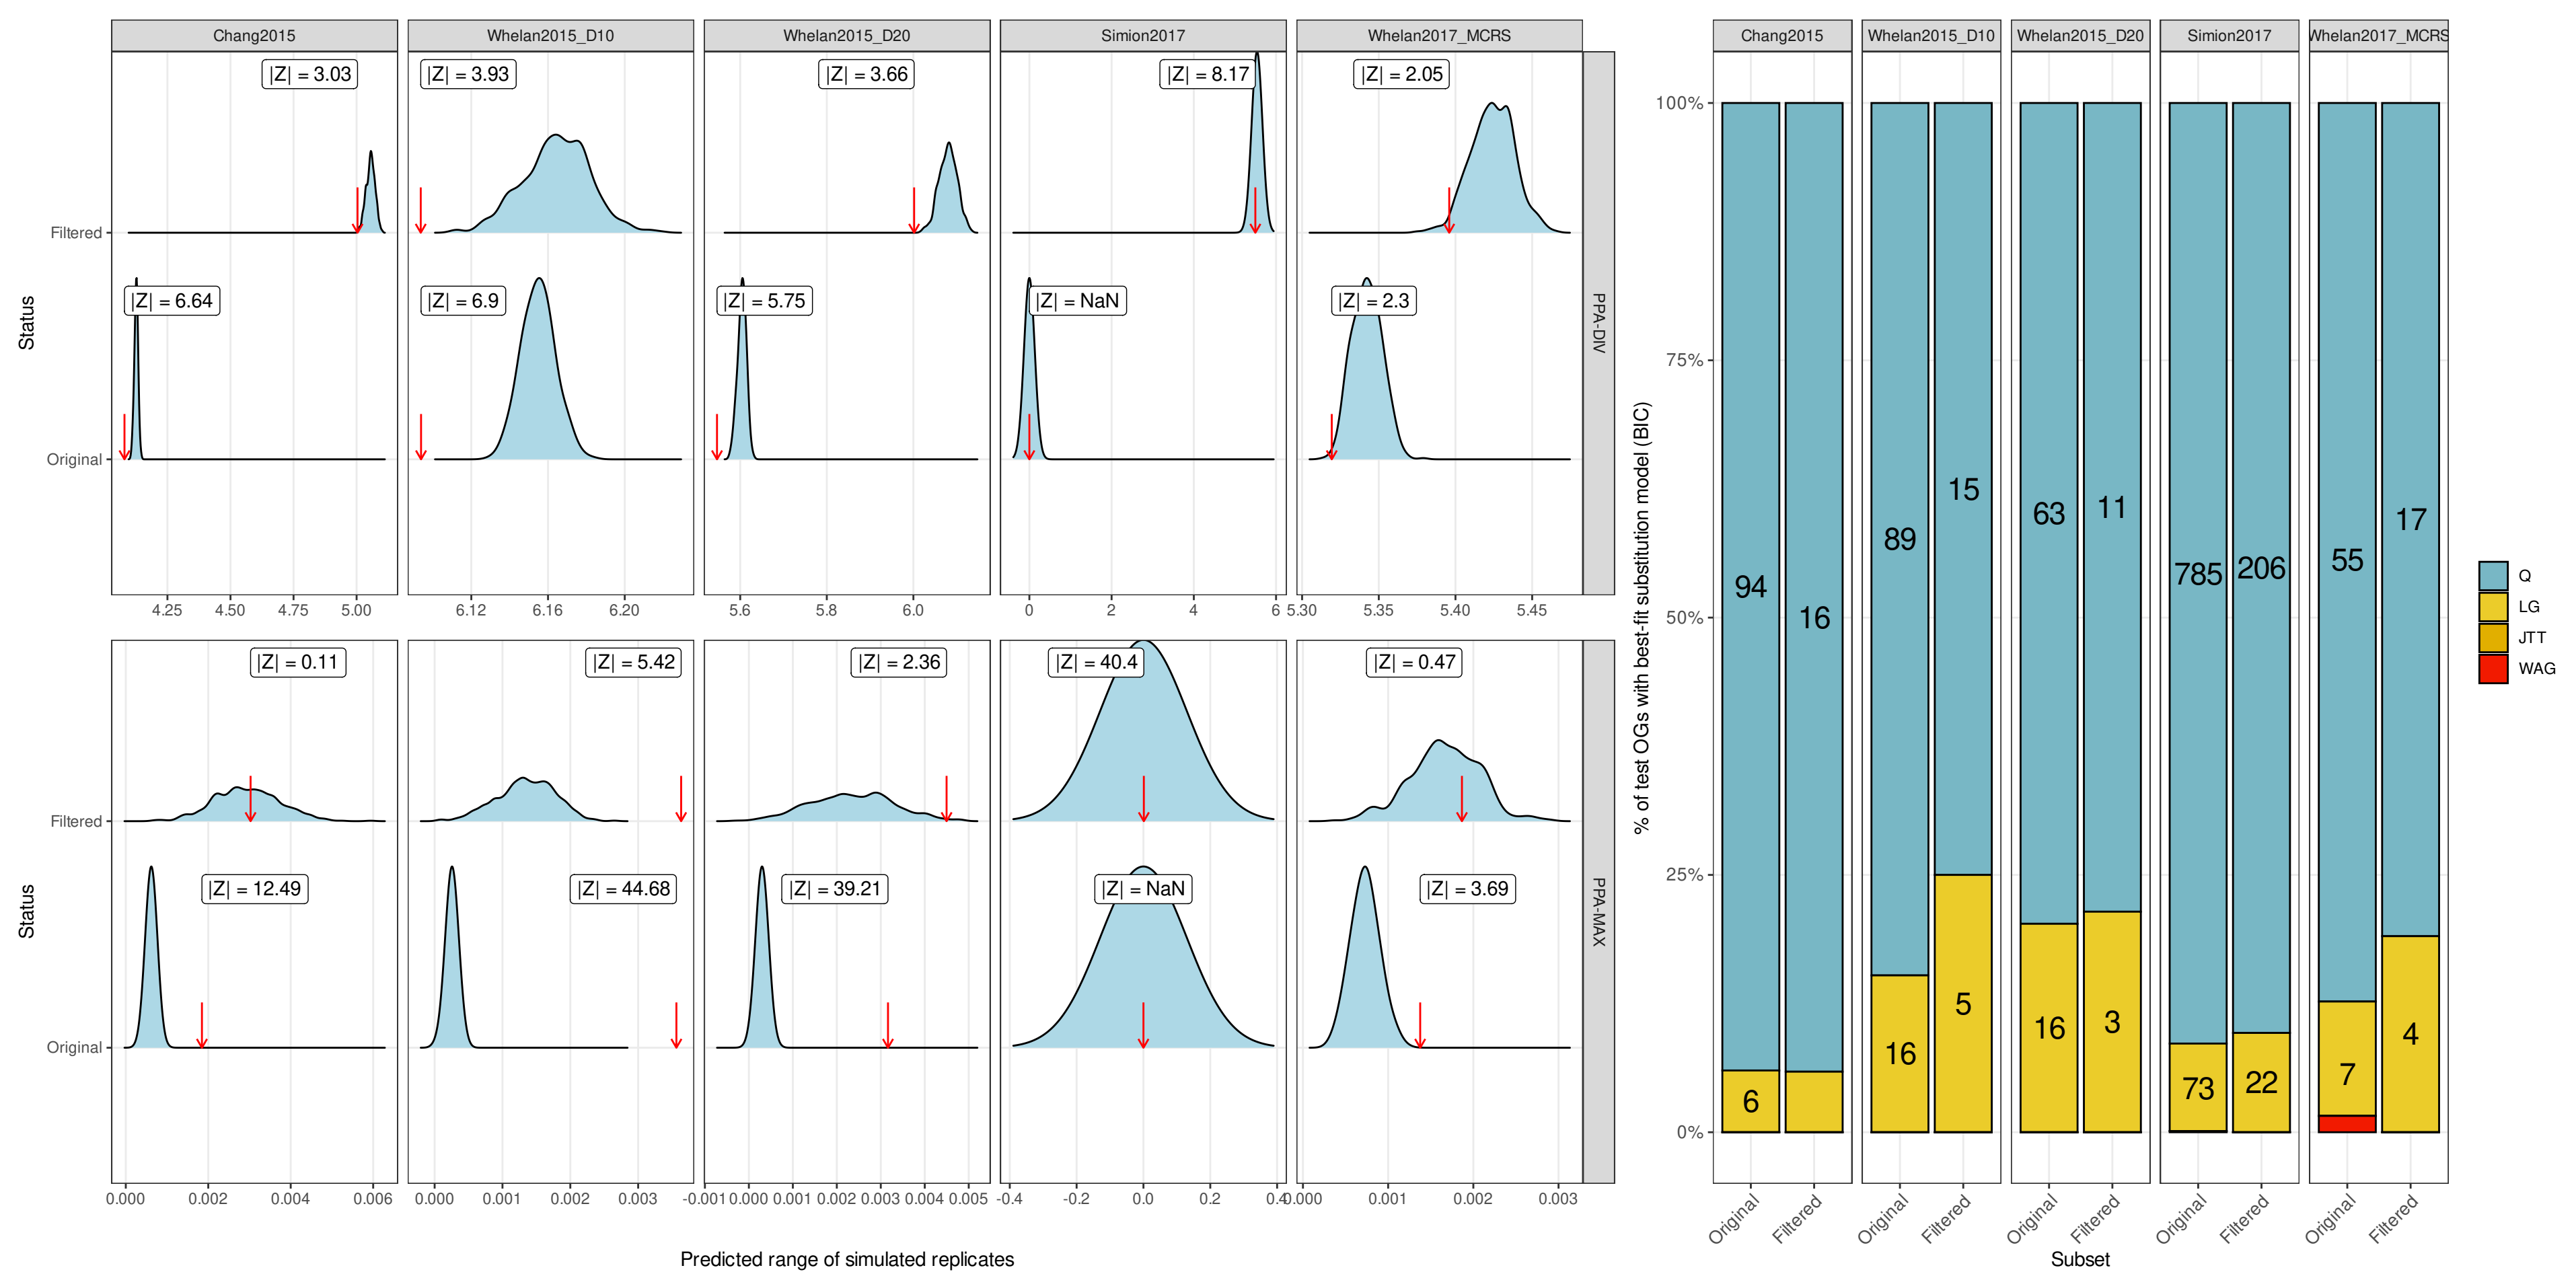 Chang2015
Whelan2015_D10
Whelan2015_D20
Simion2017
Whelan2017_MCRS
|Z| = 3.03
|Z| = 3.93
|Z| = 3.66
|Z| = 8.17
|Z| = 2.05
Filtered
|Z| = 6.64
|Z| = 6.9
|Z| = 5.75
|Z| = NaN
|Z| = 2.3
Original
Status
PPA-DIV
4.25 4.50 4.75 5.00
6.12 6.16 6.20
5.6 5.8 6.0
0 2 4 6
5.30 5.35 5.40 5.45
|Z| = 0.11
|Z| = 5.42
|Z| = 2.36
|Z| = 40.4
|Z| = 0.47
Filtered
|Z| = 12.49
|Z| = 44.68
|Z| = 39.21
|Z| = NaN
|Z| = 3.69
Original
Status
PPA-MAX
0.000 0.002 0.004 0.006
0.000 0.001 0.002 0.003
-0.001 0.000 0.001 0.002 0.003 0.004 0.005
-0.4 -0.2 0.0 0.2 0.4
0.000 0.001 0.002 0.003
Predicted range of simulated replicates
Chang2015
Whelan2015_D10
Whelan2015_D20
Simion2017
Whelan2017_MCRS
% of test OGs with best-fit substitution model (BIC)
100%
75%
50%
25%
0%
94
16
89
15
63
11
785
206
55
17
6
16
5
16
3
73
22
7
4
Original
Filtered
Original
Filtered
Original
Filtered
Original
Filtered
Original
Filtered
Subset
Q
LG
JTT
WAG